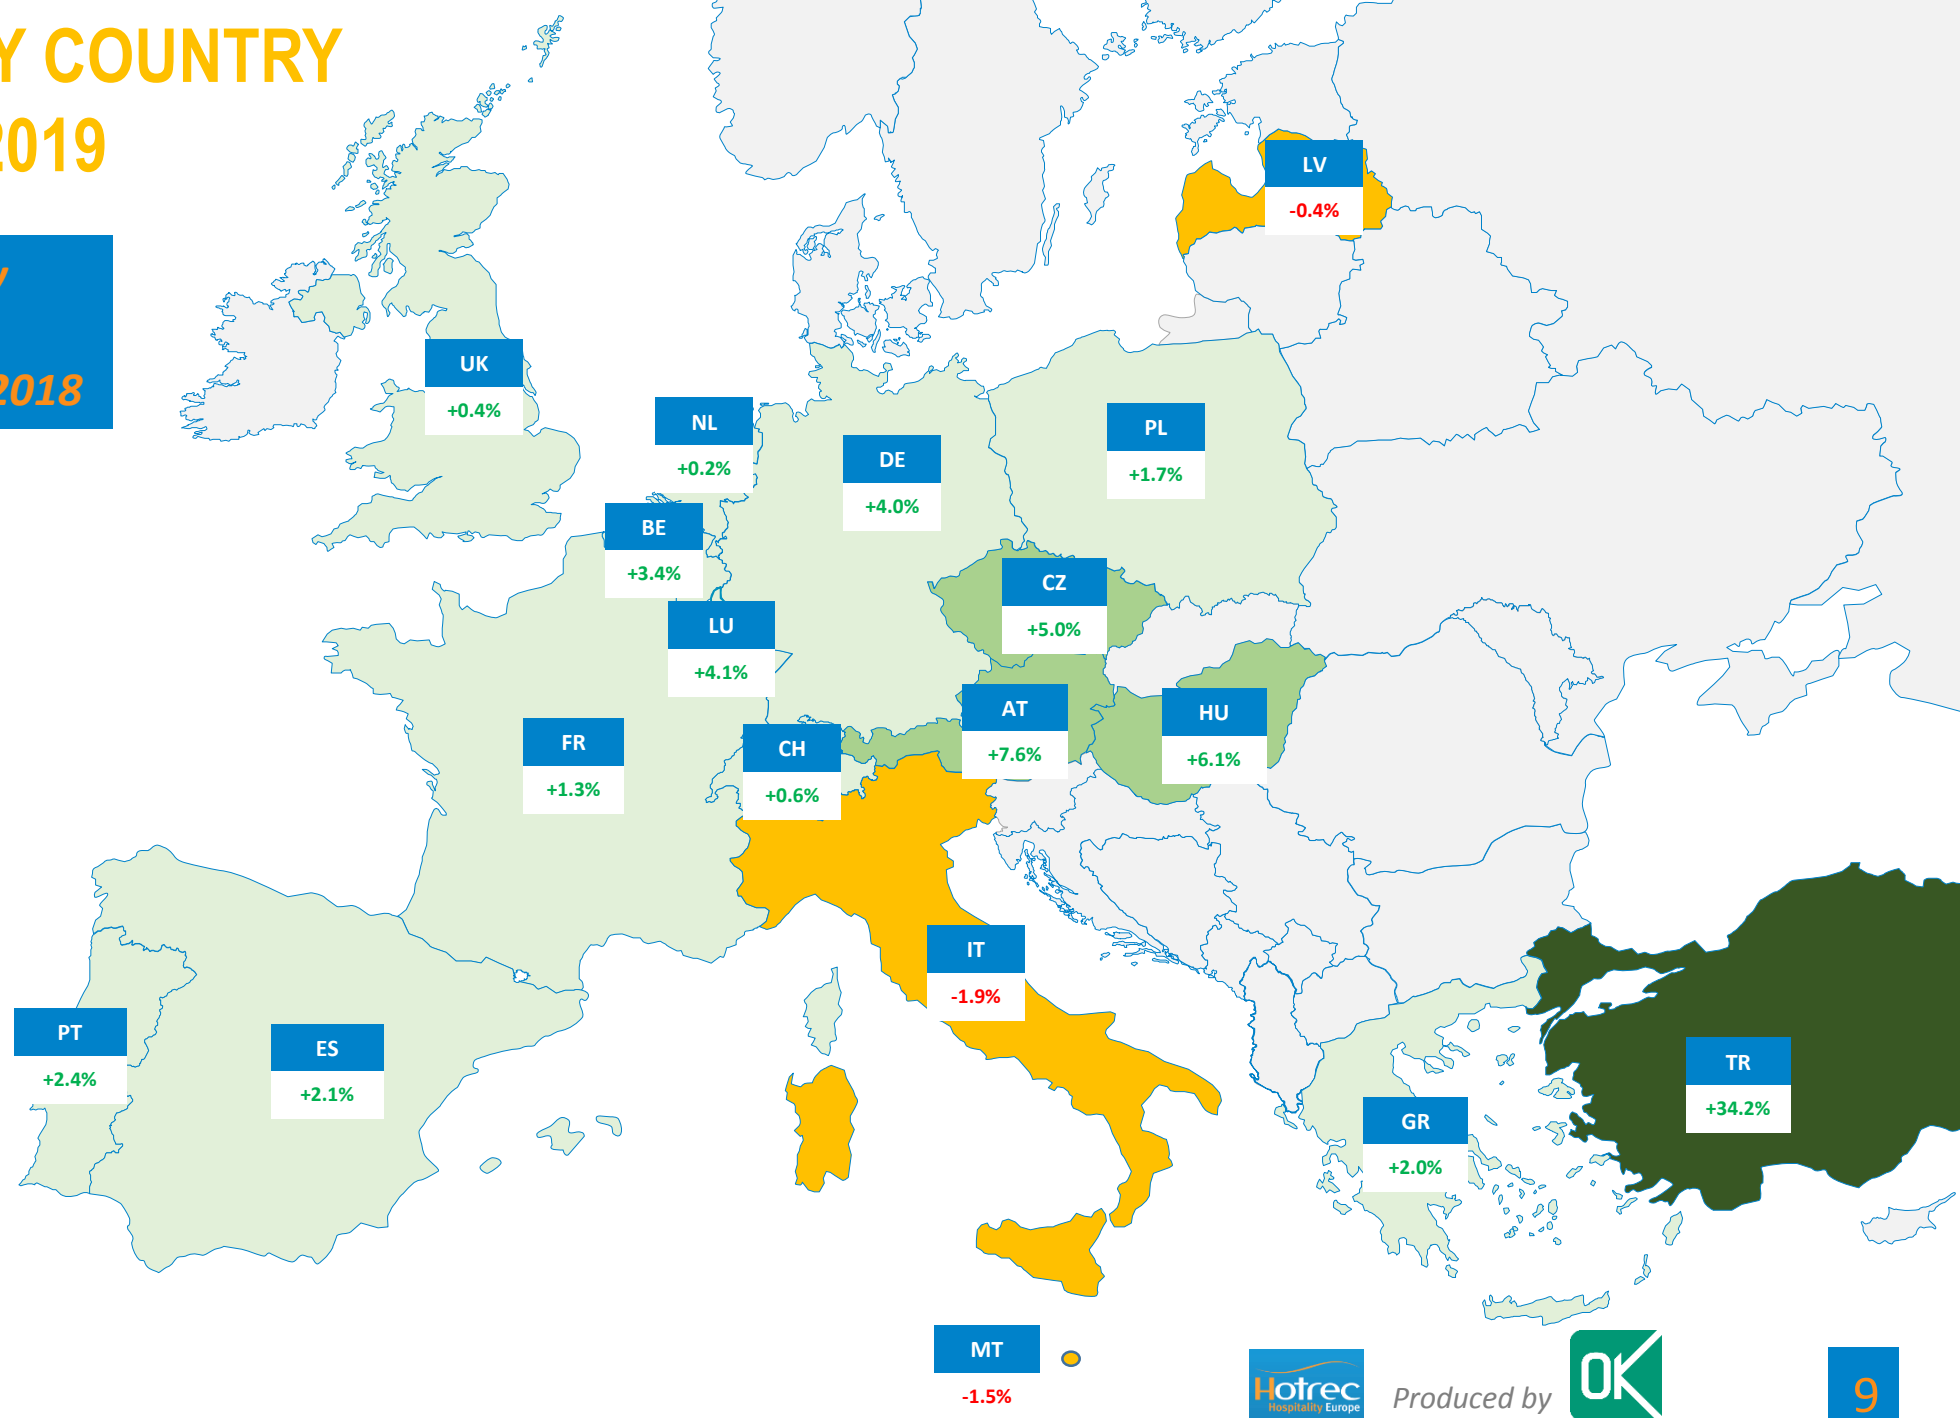 Y COUNTRY
2019
y
2018
LV
-0.4%
UK
+0.4%
NL
+0.2%
DE
+4.0%
PL
+1.7%
BE
+3.4%
CZ
+5.0%
LU
+4.1%
AT
+7.6%
HU
+6.1%
FR
+1.3%
CH
+0.6%
IT
-1.9%
PT
+2.4%
ES
+2.1%
TR
+34.2%
GR
+2.0%
MT
-1.5%
Hotrec
Hospitality Europe
Produced by
OK
9